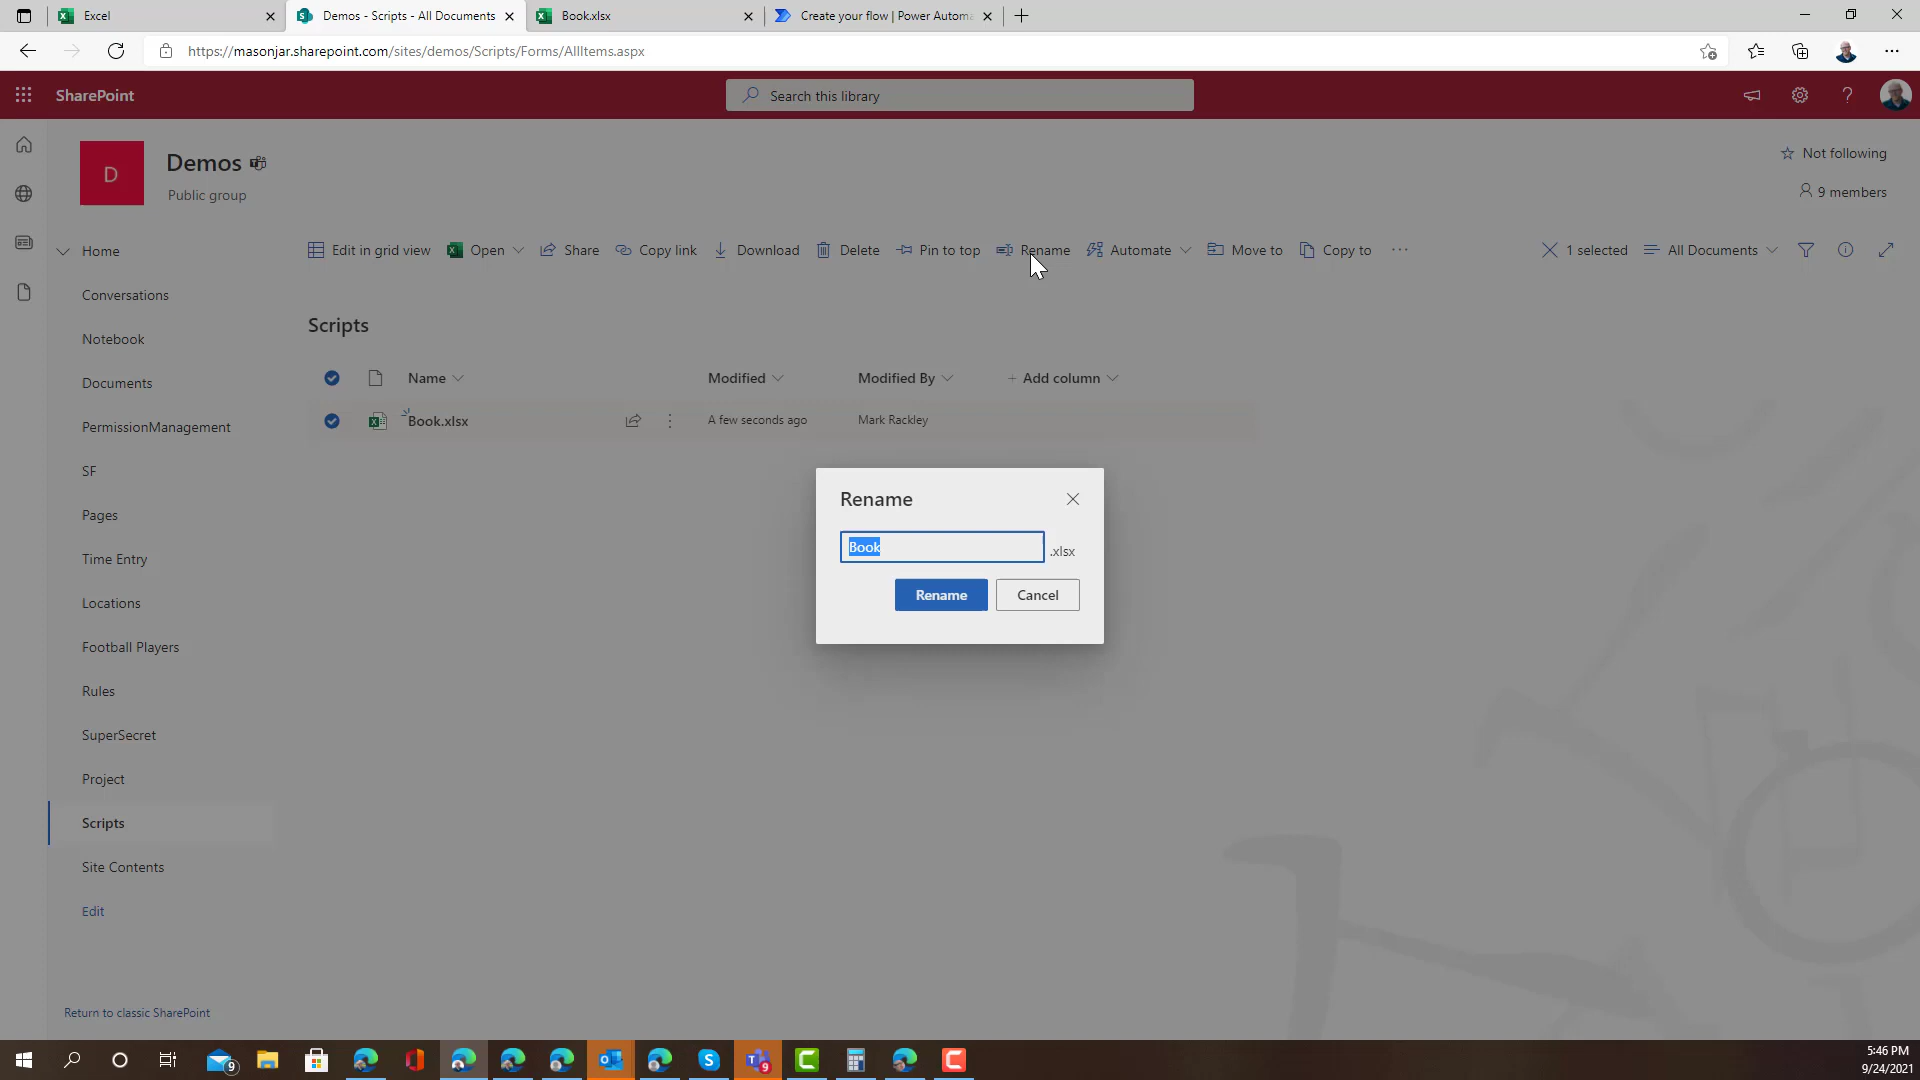 Excel
Demos - Scripts - All Documents
Book.xlsx
Create your flow | Power Automa
https://masonjar.sharepoint.com/sites/demos/Scripts/Forms/AllItems.aspx
SharePoint
Search this library
D
Demos
Public group
Not following
9 members
Home
Conversations
Notebook
Documents
PermissionManagement
SF
Pages
Time Entry
Locations
Football Players
Rules
SuperSecret
Project
Scripts
Site Contents
Edit
Return to classic SharePoint
Edit in grid view Open Share Copy link Download Delete Pin to top Rename Automate Move to Copy to ... 1 selected All Documents
Scripts
Name Modified Modified By + Add column
Book.xlsx A few seconds ago Mark Rackley
Rename
Book .xlsx
Rename Cancel
9
9
5:46 PM
9/24/2021